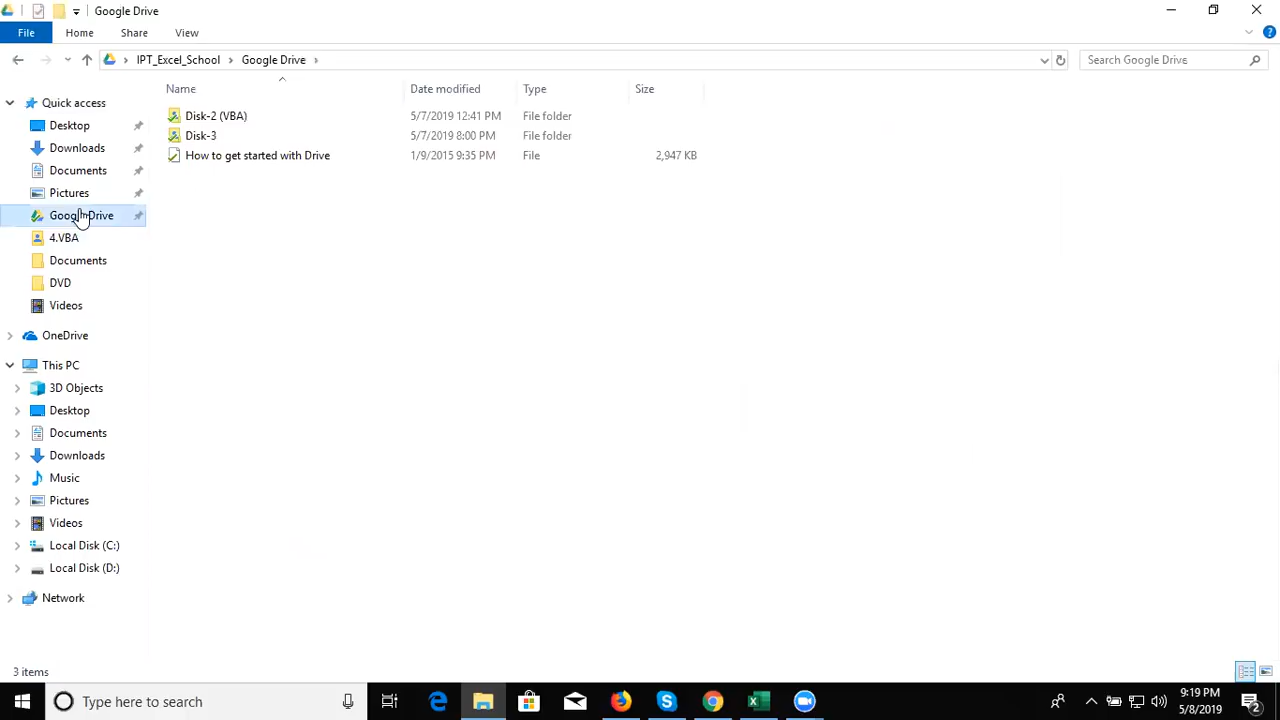 Google Drive
File Home Share View
IPT_Excel_School Google Drive
Search Google Drive
Name Date modified Type Size
Disk-2 (VBA) 5/7/2019 12:41 PM File folder
Disk-3 5/7/2019 8:00 PM File folder
How to get started with Drive 1/9/2015 9:35 PM File 2,947 KB
Quick access
Desktop
Downloads
Documents
Pictures
Google Drive
4.VBA
Documents
DVD
Videos
OneDrive
This PC
3D Objects
Desktop
Documents
Downloads
Music
Pictures
Videos
Local Disk (C:)
Local Disk (D:)
Network
3 items
Type here to search
9:19 PM
5/8/2019
2